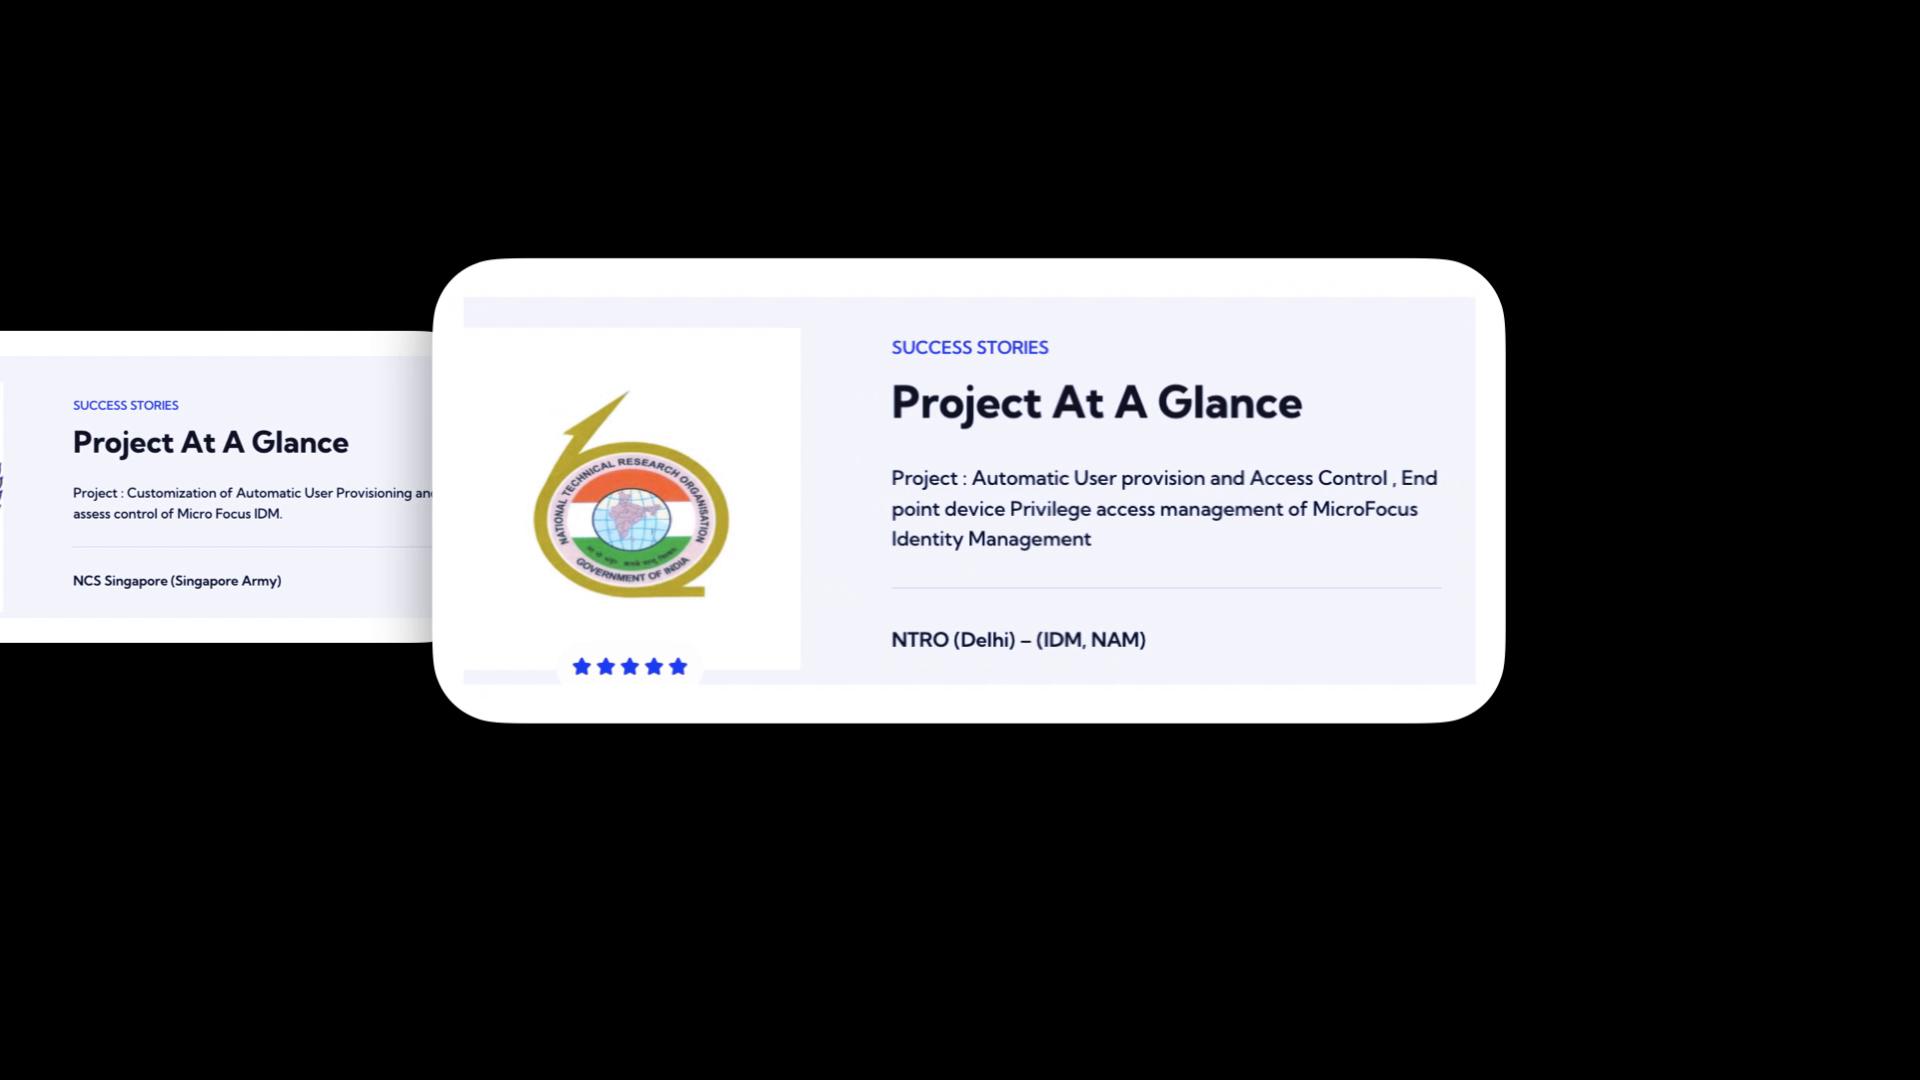 SUCCESS STORIES
Project At A Glance
Project : Customization of Automatic User Provisioning and
assess control of Micro Focus IDM.
NCS Singapore (Singapore Army)
NATIONAL TECHNICAL RESEARCH ORGANISATION
GOVERNMENT OF INDIA
SUCCESS STORIES
Project At A Glance
Project : Automatic User provision and Access Control , End
point device Privilege access management of MicroFocus
Identity Management
NTRO (Delhi) – (IDM, NAM)